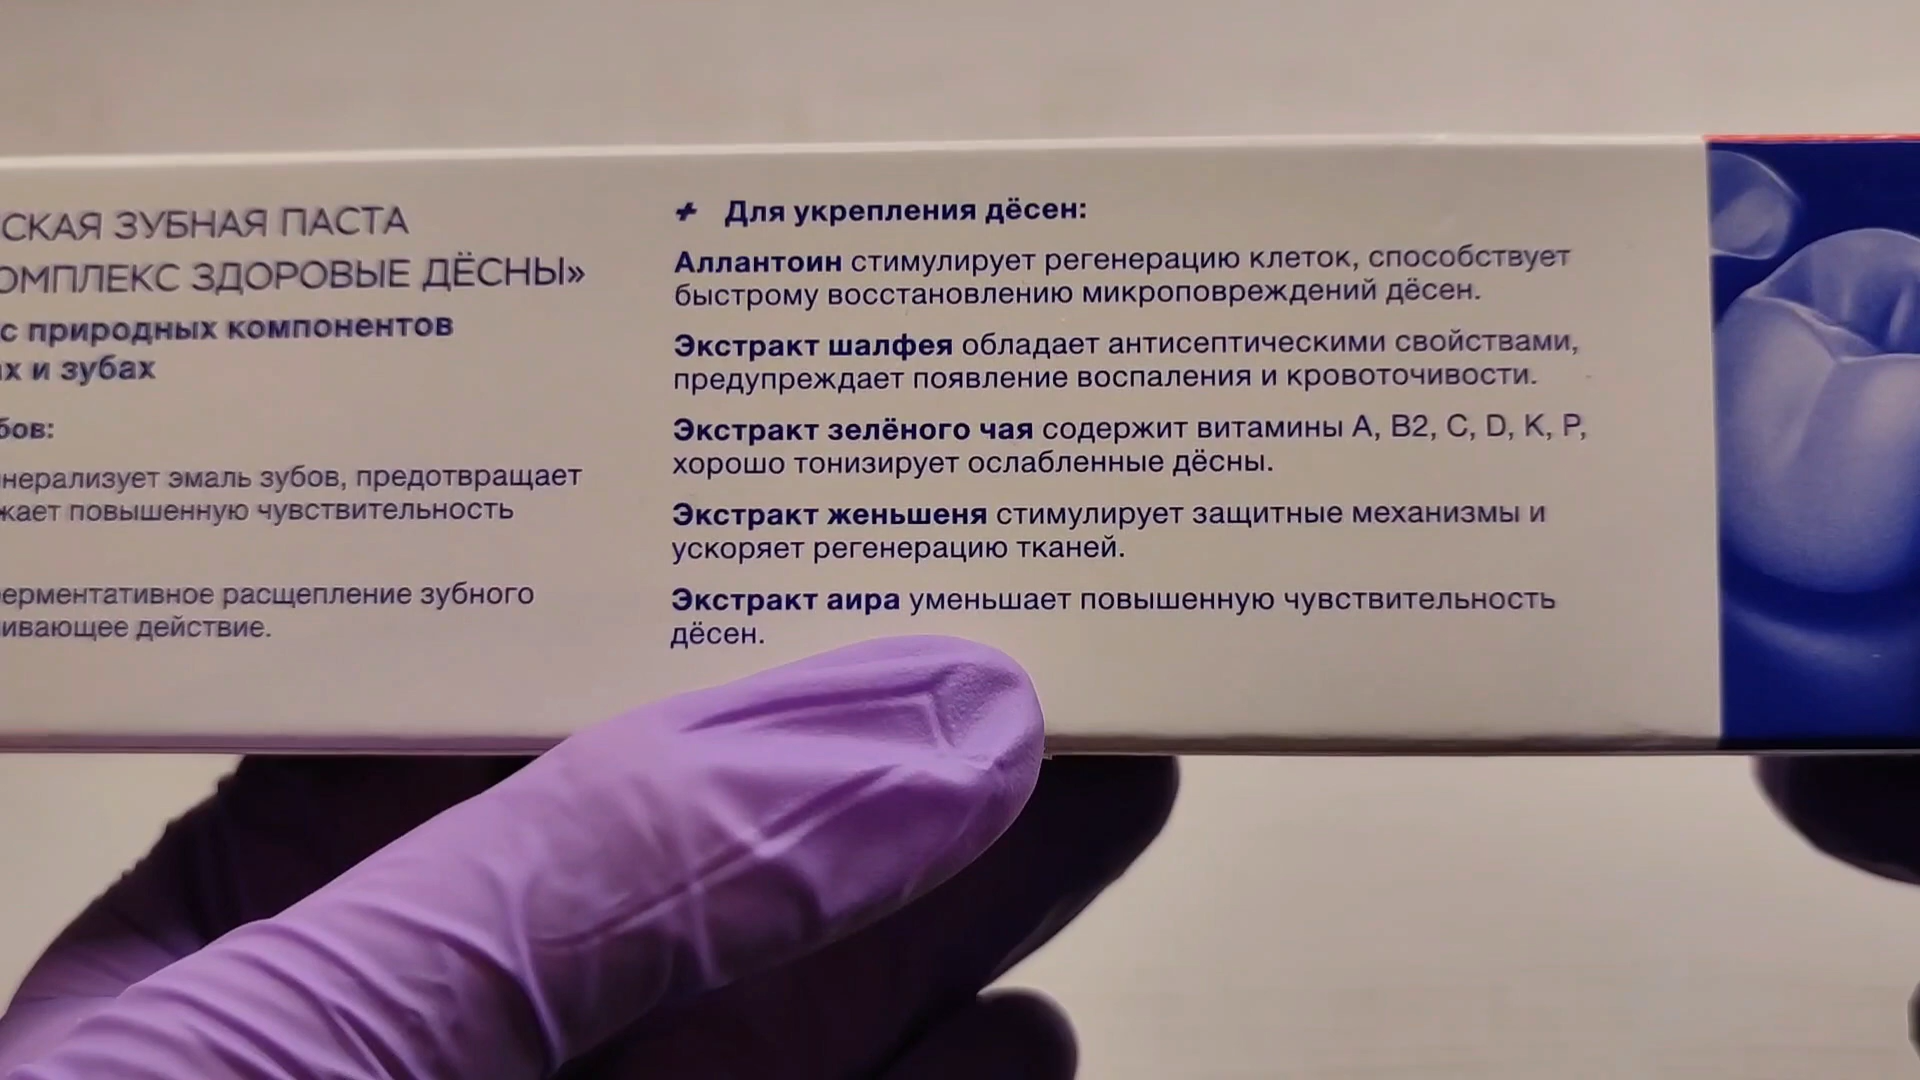 СКАЯ ЗУБНАЯ ПАСТА
ОМПЛЕКС ЗДОРОВЫЕ ДЁСНЫ»
с природных компонентов
ах и зубах
бов:
нерализует эмаль зубов, предотвращает
жает повышенную чувствительность
ферментативное расщепление зубного
ивающее действие.
+ Для укрепления дёсен:
Аллантоин стимулирует регенерацию клеток, способствует
быстрому восстановлению микроповреждений дёсен.
Экстракт шалфея обладает антисептическими свойствами,
предупреждает появление воспаления и кровоточивости.
Экстракт зелёного чая содержит витамины A, B2, C, D, K, P,
хорошо тонизирует ослабленные дёсны.
Экстракт женьшеня стимулирует защитные механизмы и
ускоряет регенерацию тканей.
Экстракт аира уменьшает повышенную чувствительность
дёсен.